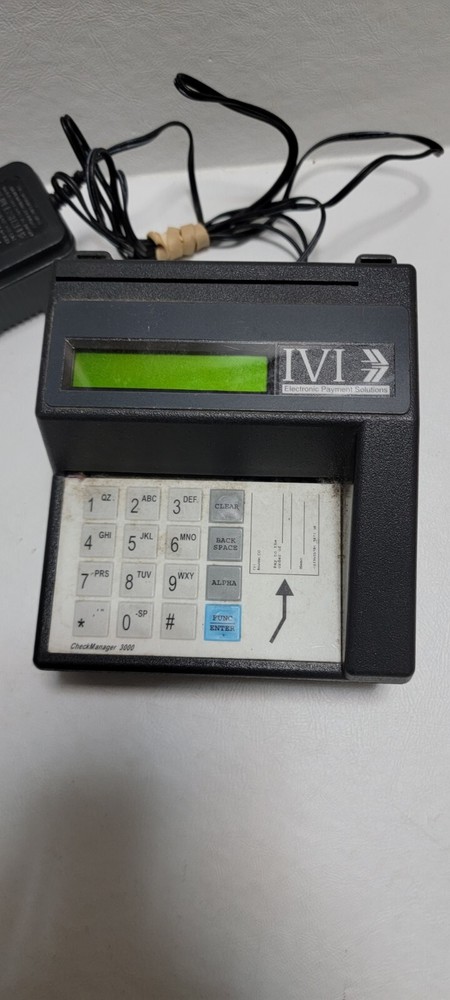 IVI
Electronic Payment Solutions
1 QZ 2 ABC 3 DEF CLEAR
4 GHI 5 JKL 6 MNO BACK SPACE
7 -PRS 8 TUV 9 WXY ALPHA
* 0 -SP # FUNC ENTER
CheckManager 3000